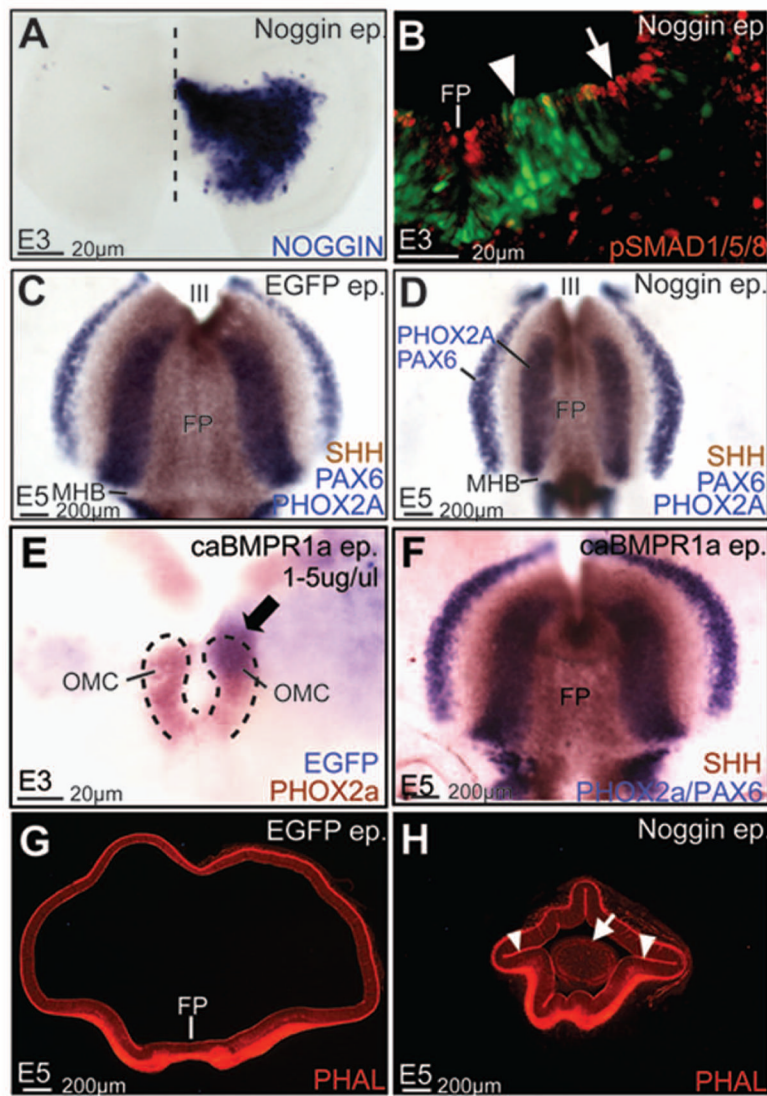 A Noggin ep.
E3
20µm
NOGGIN
B Noggin ep
FP
E3
20µm
pSMAD1/5/8
C III EGFP ep.
FP
SHH
PAX6
MHB
E5 200µm PHOX2A
D III Noggin ep.
PHOX2A
PAX6
FP
SHH
MHB
PAX6
E5 200µm PHOX2A
E caBMPR1a ep.
1-5ug/ul
OMC
OMC
EGFP
E3
20µm
PHOX2a
F caBMPR1a ep.
FP
SHH
E5 200µm PHOX2a/PAX6
G EGFP ep.
FP
E5
200µm
PHAL
H Noggin ep.
E5
200µm
PHAL